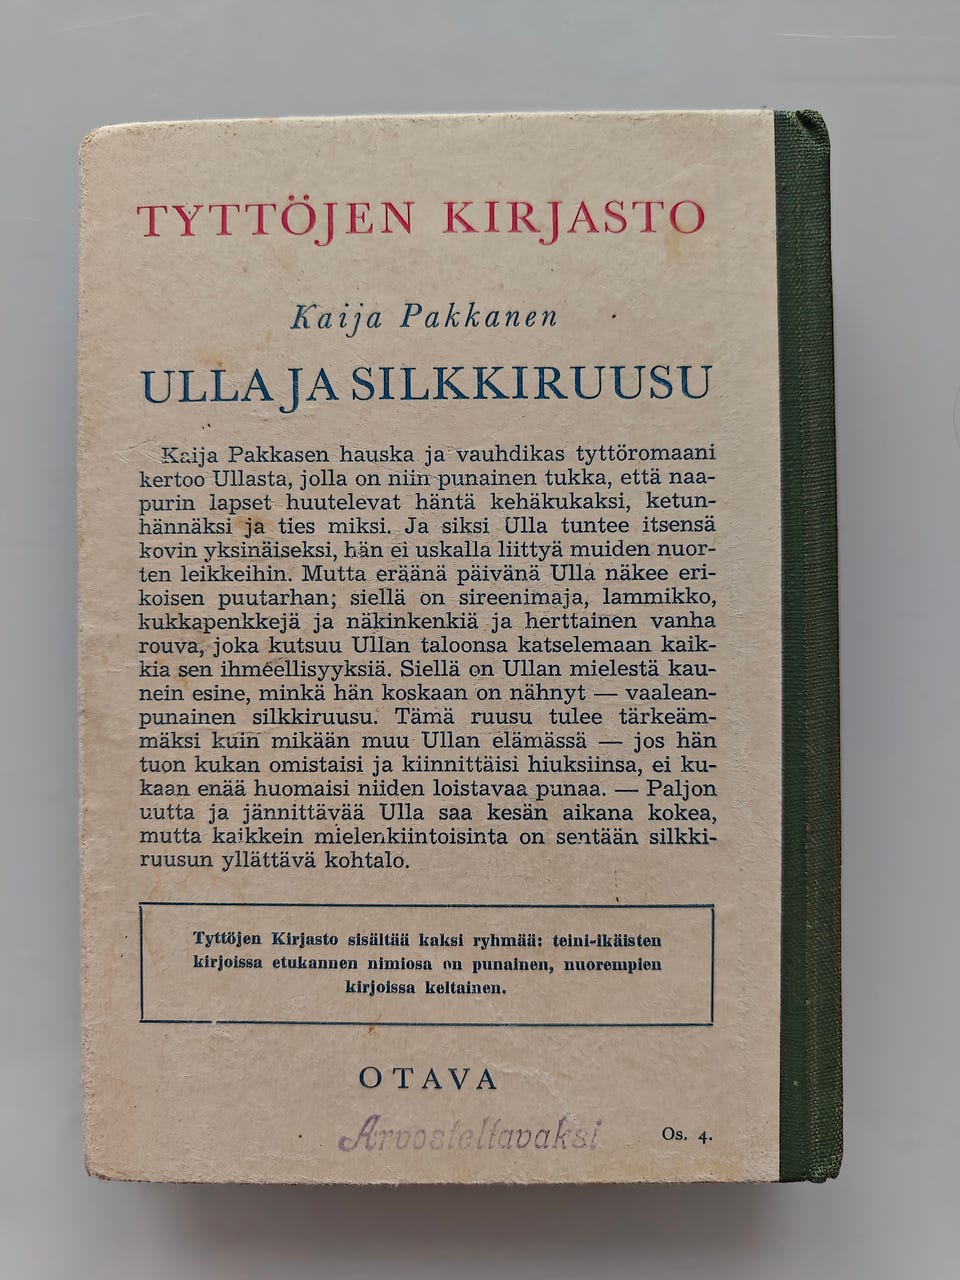 TYTTÖJEN KIRJASTO
Kaija Pakkanen
ULLA JA SILKKIRUUSU
Kaija Pakkasen hauska ja vauhdikas tyttöromaani
kertoo Ullasta, jolla on niin punainen tukka, että naa-
purin lapset huutelevat häntä kehäkukaksi, ketun-
hännäksi ja ties miksi. Ja siksi Ulla tuntee itsensä
kovin yksinäiseksi, hän ei uskalla liittyä muiden nuor-
ten leikkeihin. Mutta eräänä päivänä Ulla näkee eri-
koisen puutarhan; siellä on sireenimaja, lammikko,
kukkapenkkejä ja näkinkenkiä ja herttainen vanha
rouva, joka kutsuu Ullan taloonsa katselemaan kaik-
kia sen ihmeellisyyksiä. Siellä on Ullan mielestä kau-
nein esine, minkä hän koskaan on nähnyt — vaalean-
punainen silkkiruusu. Tämä ruusu tulee tärkeäm-
mäksi kuin mikään muu Ullan elämässä — jos hän
tuon kukan omistaisi ja kiinnittäisi hiuksiinsa, ei ku-
kaan enää huomaisi niiden loistavaa punaa. — Paljon
uutta ja jännittävää Ulla saa kesän aikana kokea,
mutta kaikkein mielenkiintoisinta on sentään silkki-
ruusun yllättävä kohtalo.
Tyttöjen Kirjasto sisältää kaksi ryhmää: teini-ikäisten
kirjoissa etukannen nimiosa on punainen, nuorempien
kirjoissa keltainen.
OTAVA
Arvosteltavaksi
Os. 4.